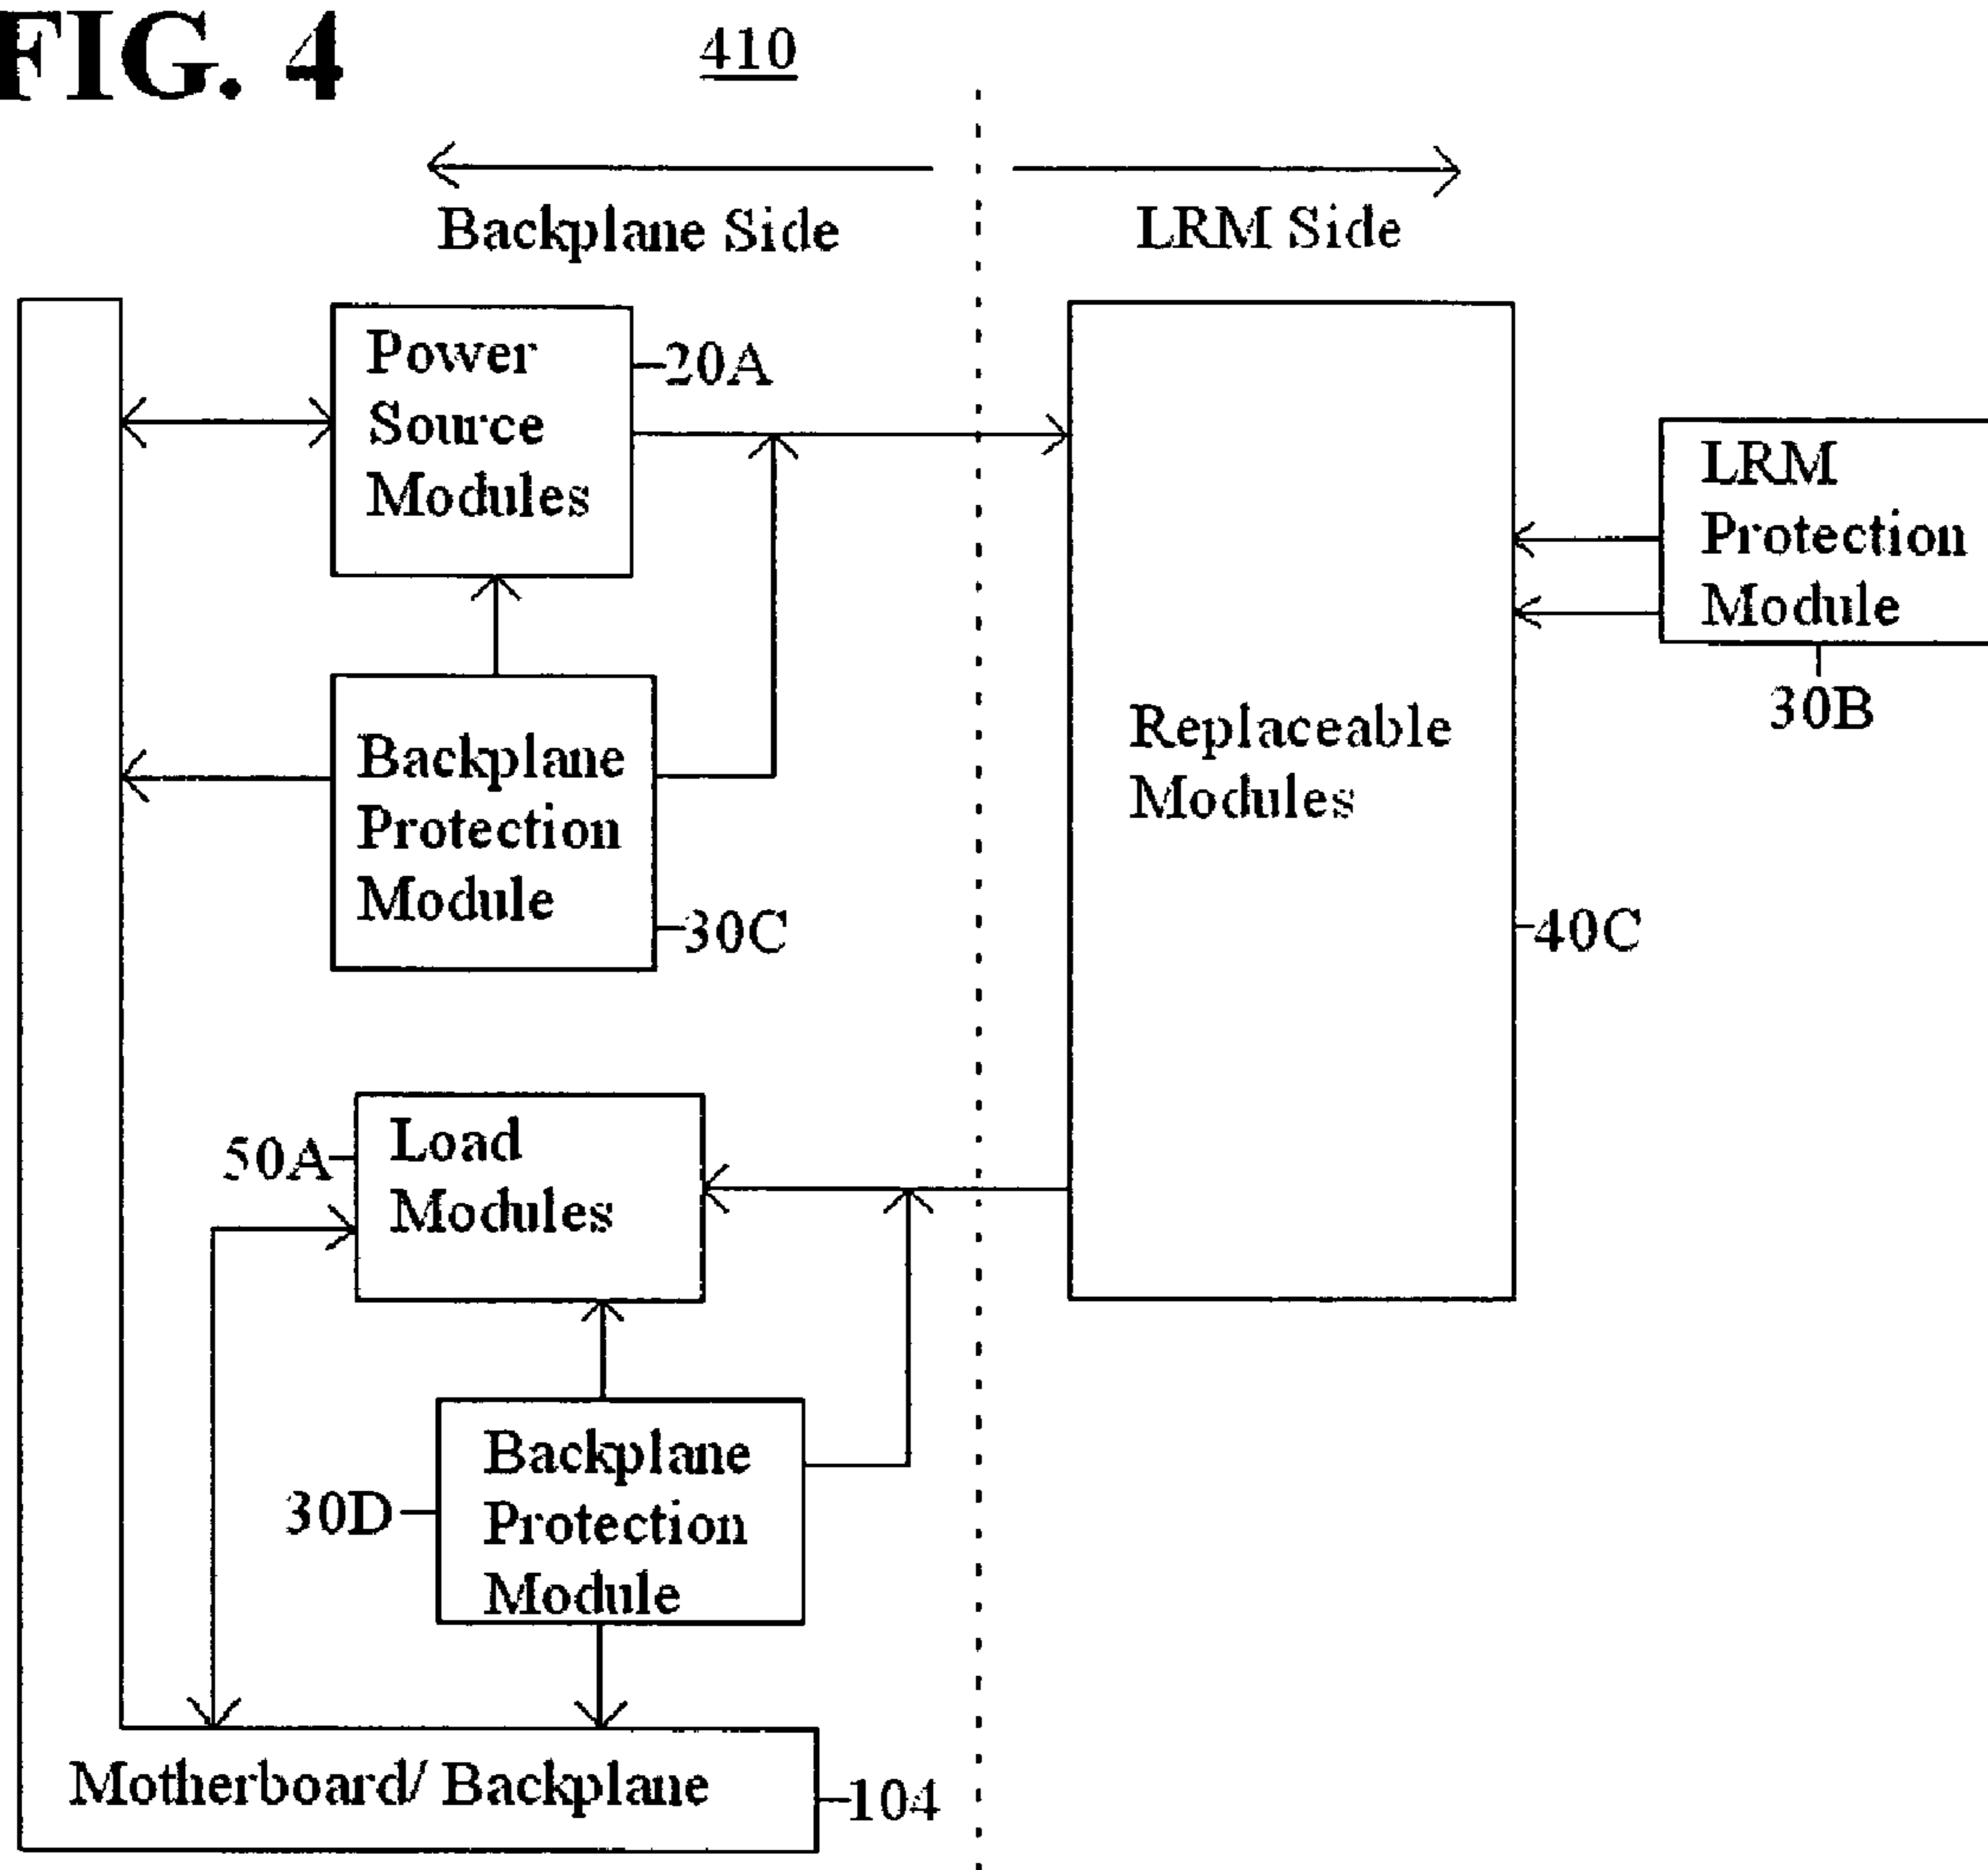 FIG. 4
410
Backplane Side
LRM Side
Power
Source
Modules
20A
LRM
Protection
Module
30B
Backplane
Protection
Module
30C
Replaceable
Modules
40C
Load
Modules
50A
Backplane
Protection
Module
30D
Motherboard/ Backplane
104